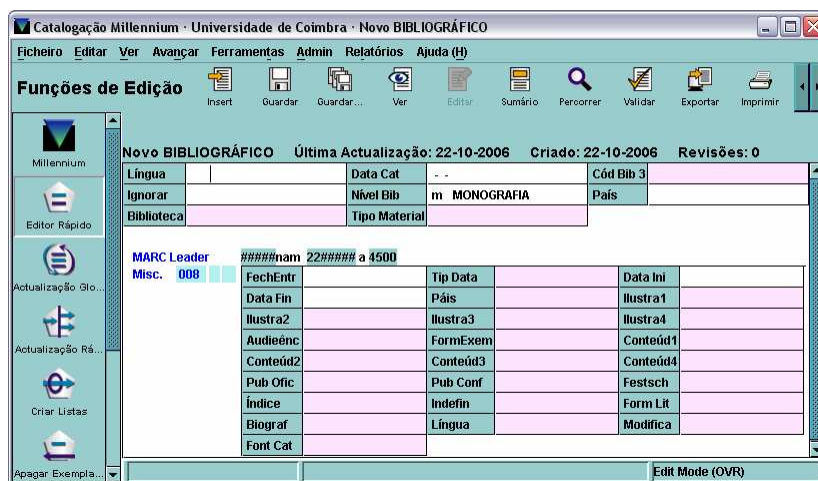 Catalogação Millennium · Universidade de Coimbra · Novo BIBLIOGRÁFICO
Ficheiro Editar Ver Avançar Ferramentas Admin Relatórios Ajuda (H)
Funções de Edição
Insert Guardar Guardar... Ver Editar Sumário Percorrer Validar Exportar Imprimir
Millennium
Editor Rápido
Actualização Glo...
Actualização Rá...
Criar Listas
Apagar Exempla...
Novo BIBLIOGRÁFICO Última Actualização: 22-10-2006 Criado: 22-10-2006 Revisões: 0
Língua Data Cat - - Cód Bib 3
Ignorar Nível Bib m MONOGRAFIA País
Biblioteca Tipo Material
MARC Leader #####nam 22##### a 4500
Misc. 008
FechEntr Tip Data Data Ini
Data Fin Páis Ilustra1
Ilustra2 Ilustra3 Ilustra4
Audieênc FormExem Conteúd1
Conteúd2 Conteúd3 Conteúd4
Pub Ofic Pub Conf Festsch
Índice Indefin Form Lit
Biograf Língua Modifica
Font Cat
Edit Mode (OVR)